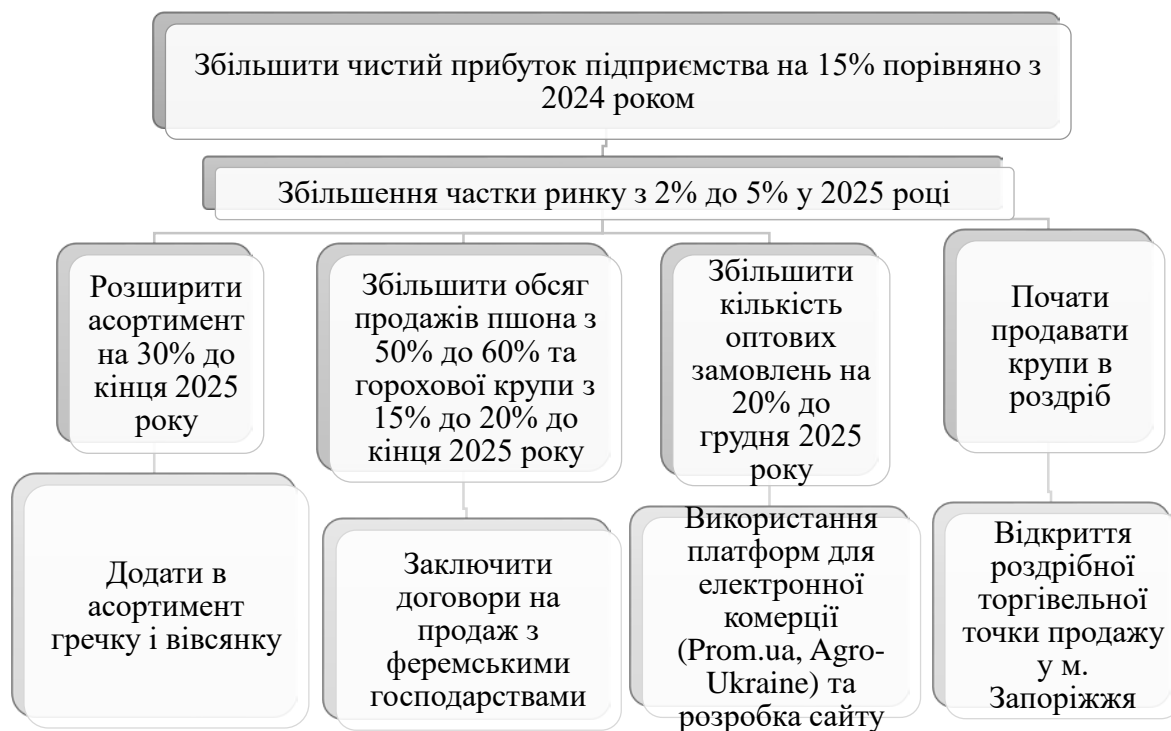 Збільшити чистий прибуток підприємства на 15% порівняно з
2024 роком
Збільшення частки ринку з 2% до 5% у 2025 році
Розширити
асортимент
на 30% до
кінця 2025
року
Збільшити обсяг
продажів пшона з
50% до 60% та
горохової крупи з
15% до 20% до
кінця 2025 року
Збільшити
кількість
оптових
замовлень на
20% до
грудня 2025
року
Почати
продавати
крупи в
роздріб
Додати в
асортимент
гречку і вівсянку
Заключити
договори на
продаж з
феремськими
господарствами
Використання
платформ для
електронної
комерції
(Prom.ua, Agro-
Ukraine) та
розробка сайту
Відкриття
роздрібної
торгівельної
точки продажу
у м.
Запоріжжя